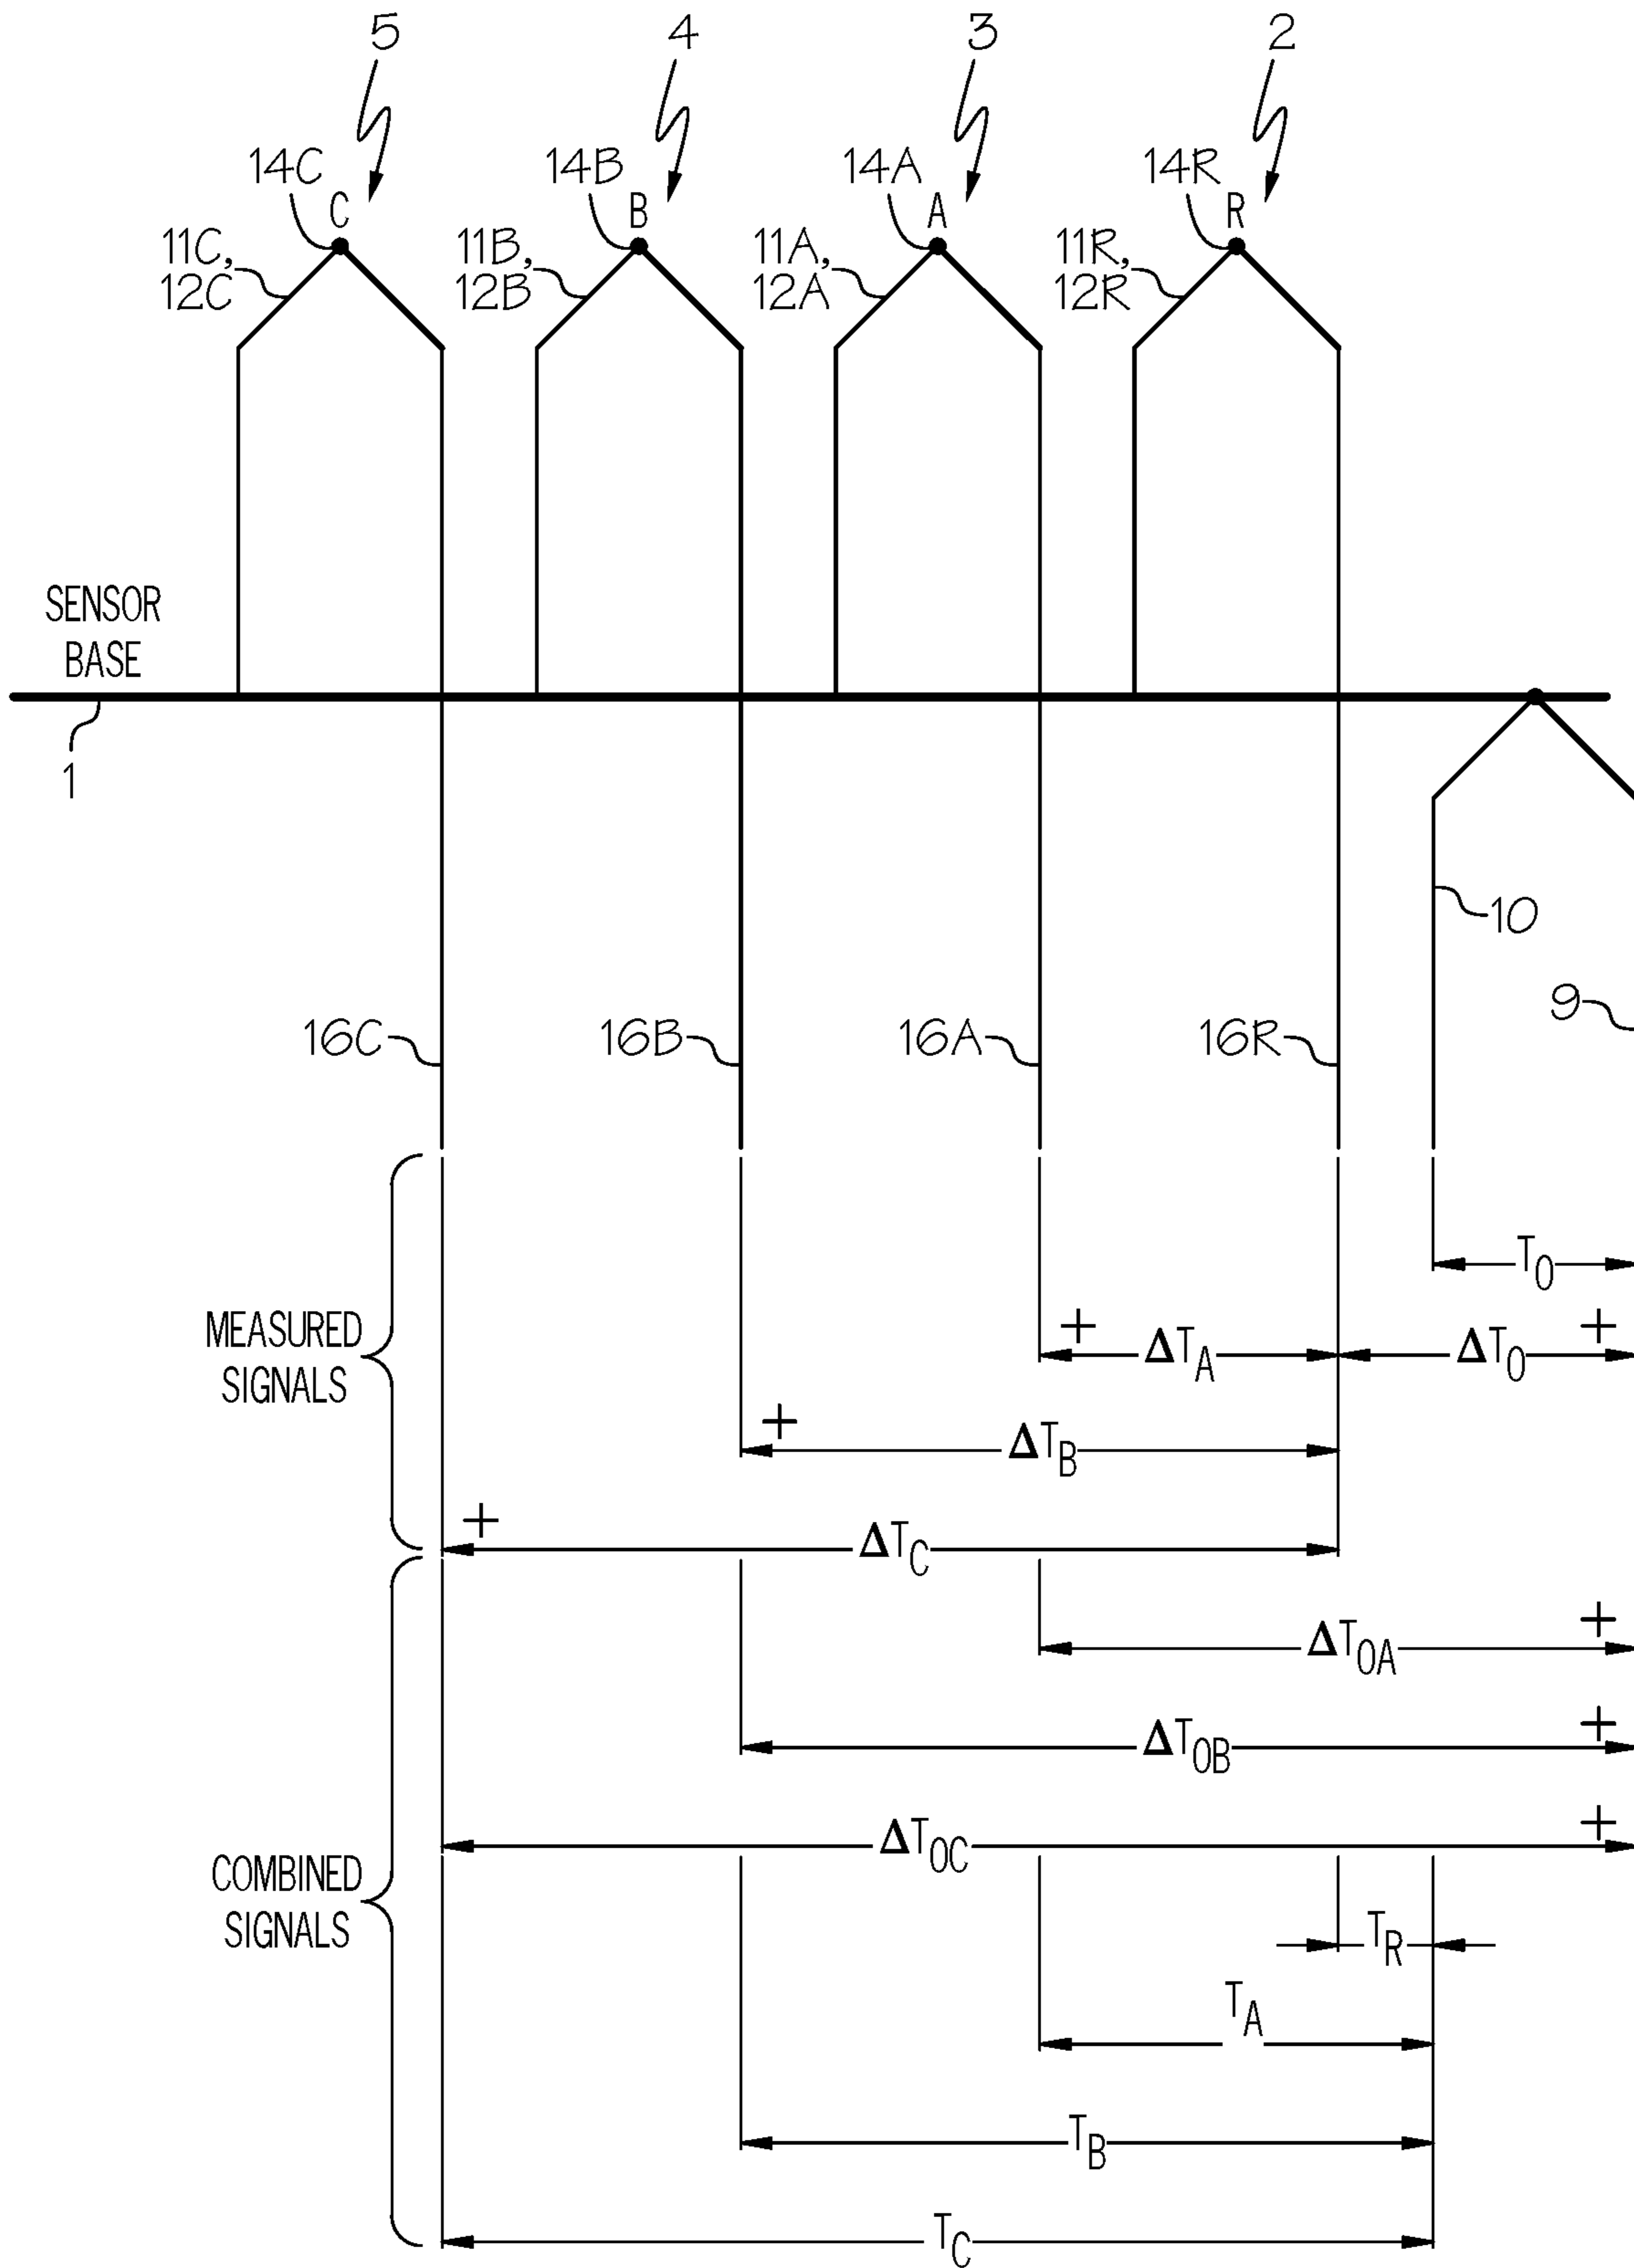 5
4
3
2
14C
14B
14A
14R
C
B
A
R
11C,
12C
11B,
12B
11A,
12A
11R,
12R
SENSOR
BASE
1
10
9
16C
16B
16A
16R
T0
MEASURED
SIGNALS
+
ΔTA
ΔT0
+
+
ΔTB
+
ΔTC
ΔT0A
+
ΔT0B
+
ΔT0C
+
COMBINED
SIGNALS
TR
TA
TB
TC